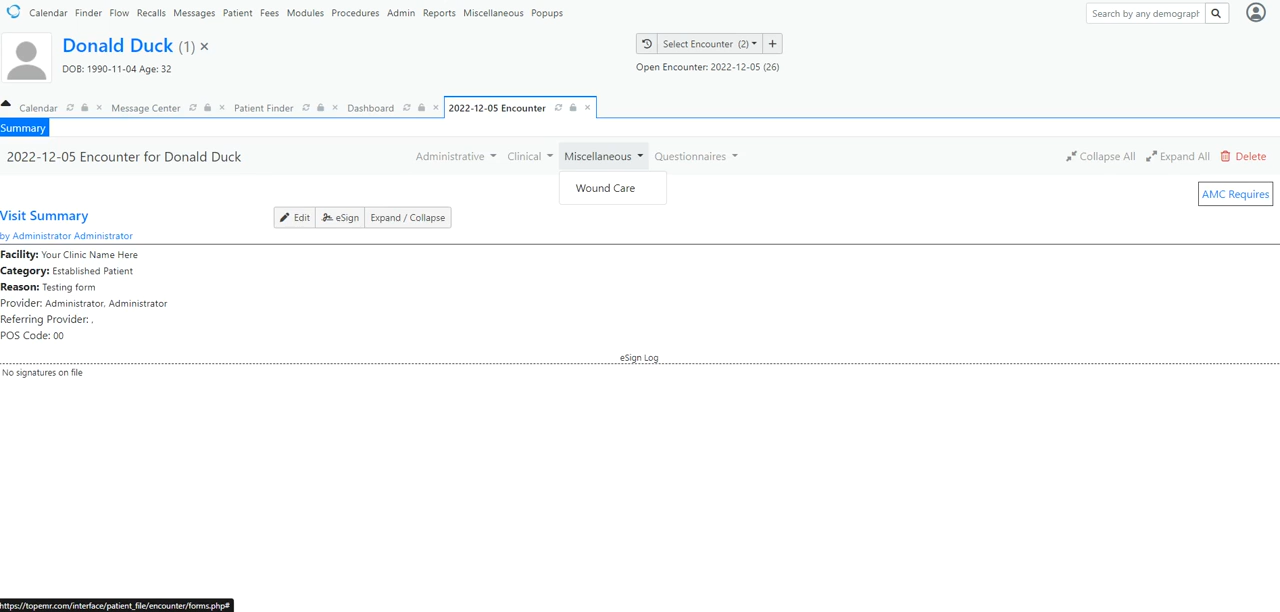 Calendar Finder Flow Recalls Messages Patient Fees Modules Procedures Admin Reports Miscellaneous Popups
Search by any demograph
Donald Duck (1) ×
Select Encounter (2) +
DOB: 1990-11-04 Age: 32
Open Encounter: 2022-12-05 (26)
Calendar × Message Center × Patient Finder × Dashboard × 2022-12-05 Encounter ×
Summary
2022-12-05 Encounter for Donald Duck
Administrative Clinical Miscellaneous Questionnaires
Collapse All Expand All Delete
Wound Care
AMC Requires
Visit Summary
Edit eSign Expand / Collapse
by Administrator Administrator
Facility: Your Clinic Name Here
Category: Established Patient
Reason: Testing form
Provider: Administrator, Administrator
Referring Provider: ,
POS Code: 00
eSign Log
No signatures on file
https://topemr.com/interface/patient_file/encounter/forms.php#